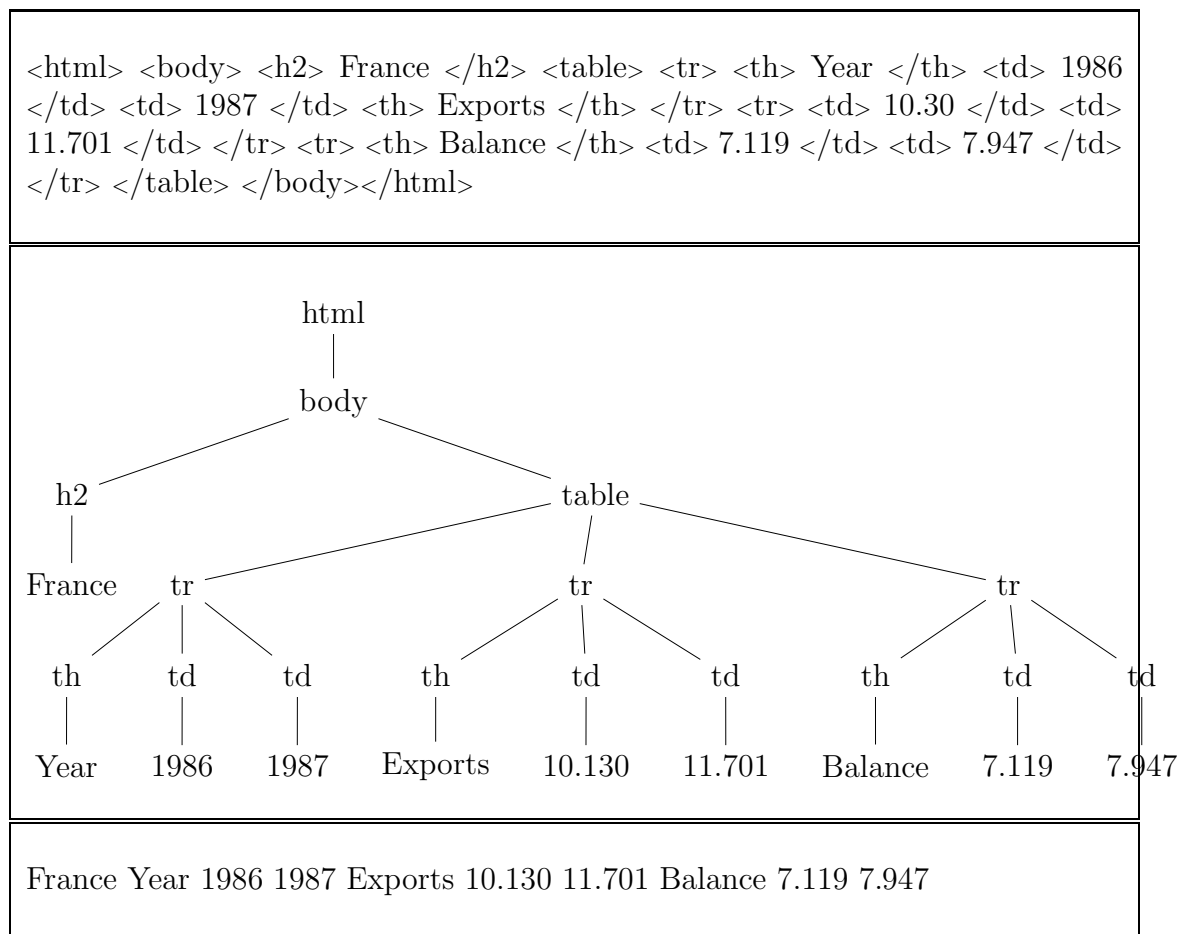 <html> <body> <h2> France </h2> <table> <tr> <th> Year </th> <td> 1986
</td> <td> 1987 </td> <th> Exports </th> </tr> <tr> <td> 10.30 </td> <td>
11.701 </td> </tr> <tr> <th> Balance </th> <td> 7.119 </td> <td> 7.947 </td>
</tr> </table> </body></html>
html
body
h2 table
France tr tr tr
th td td th td td th td td
Year 1986 1987 Exports 10.130 11.701 Balance 7.119 7.947
France Year 1986 1987 Exports 10.130 11.701 Balance 7.119 7.947